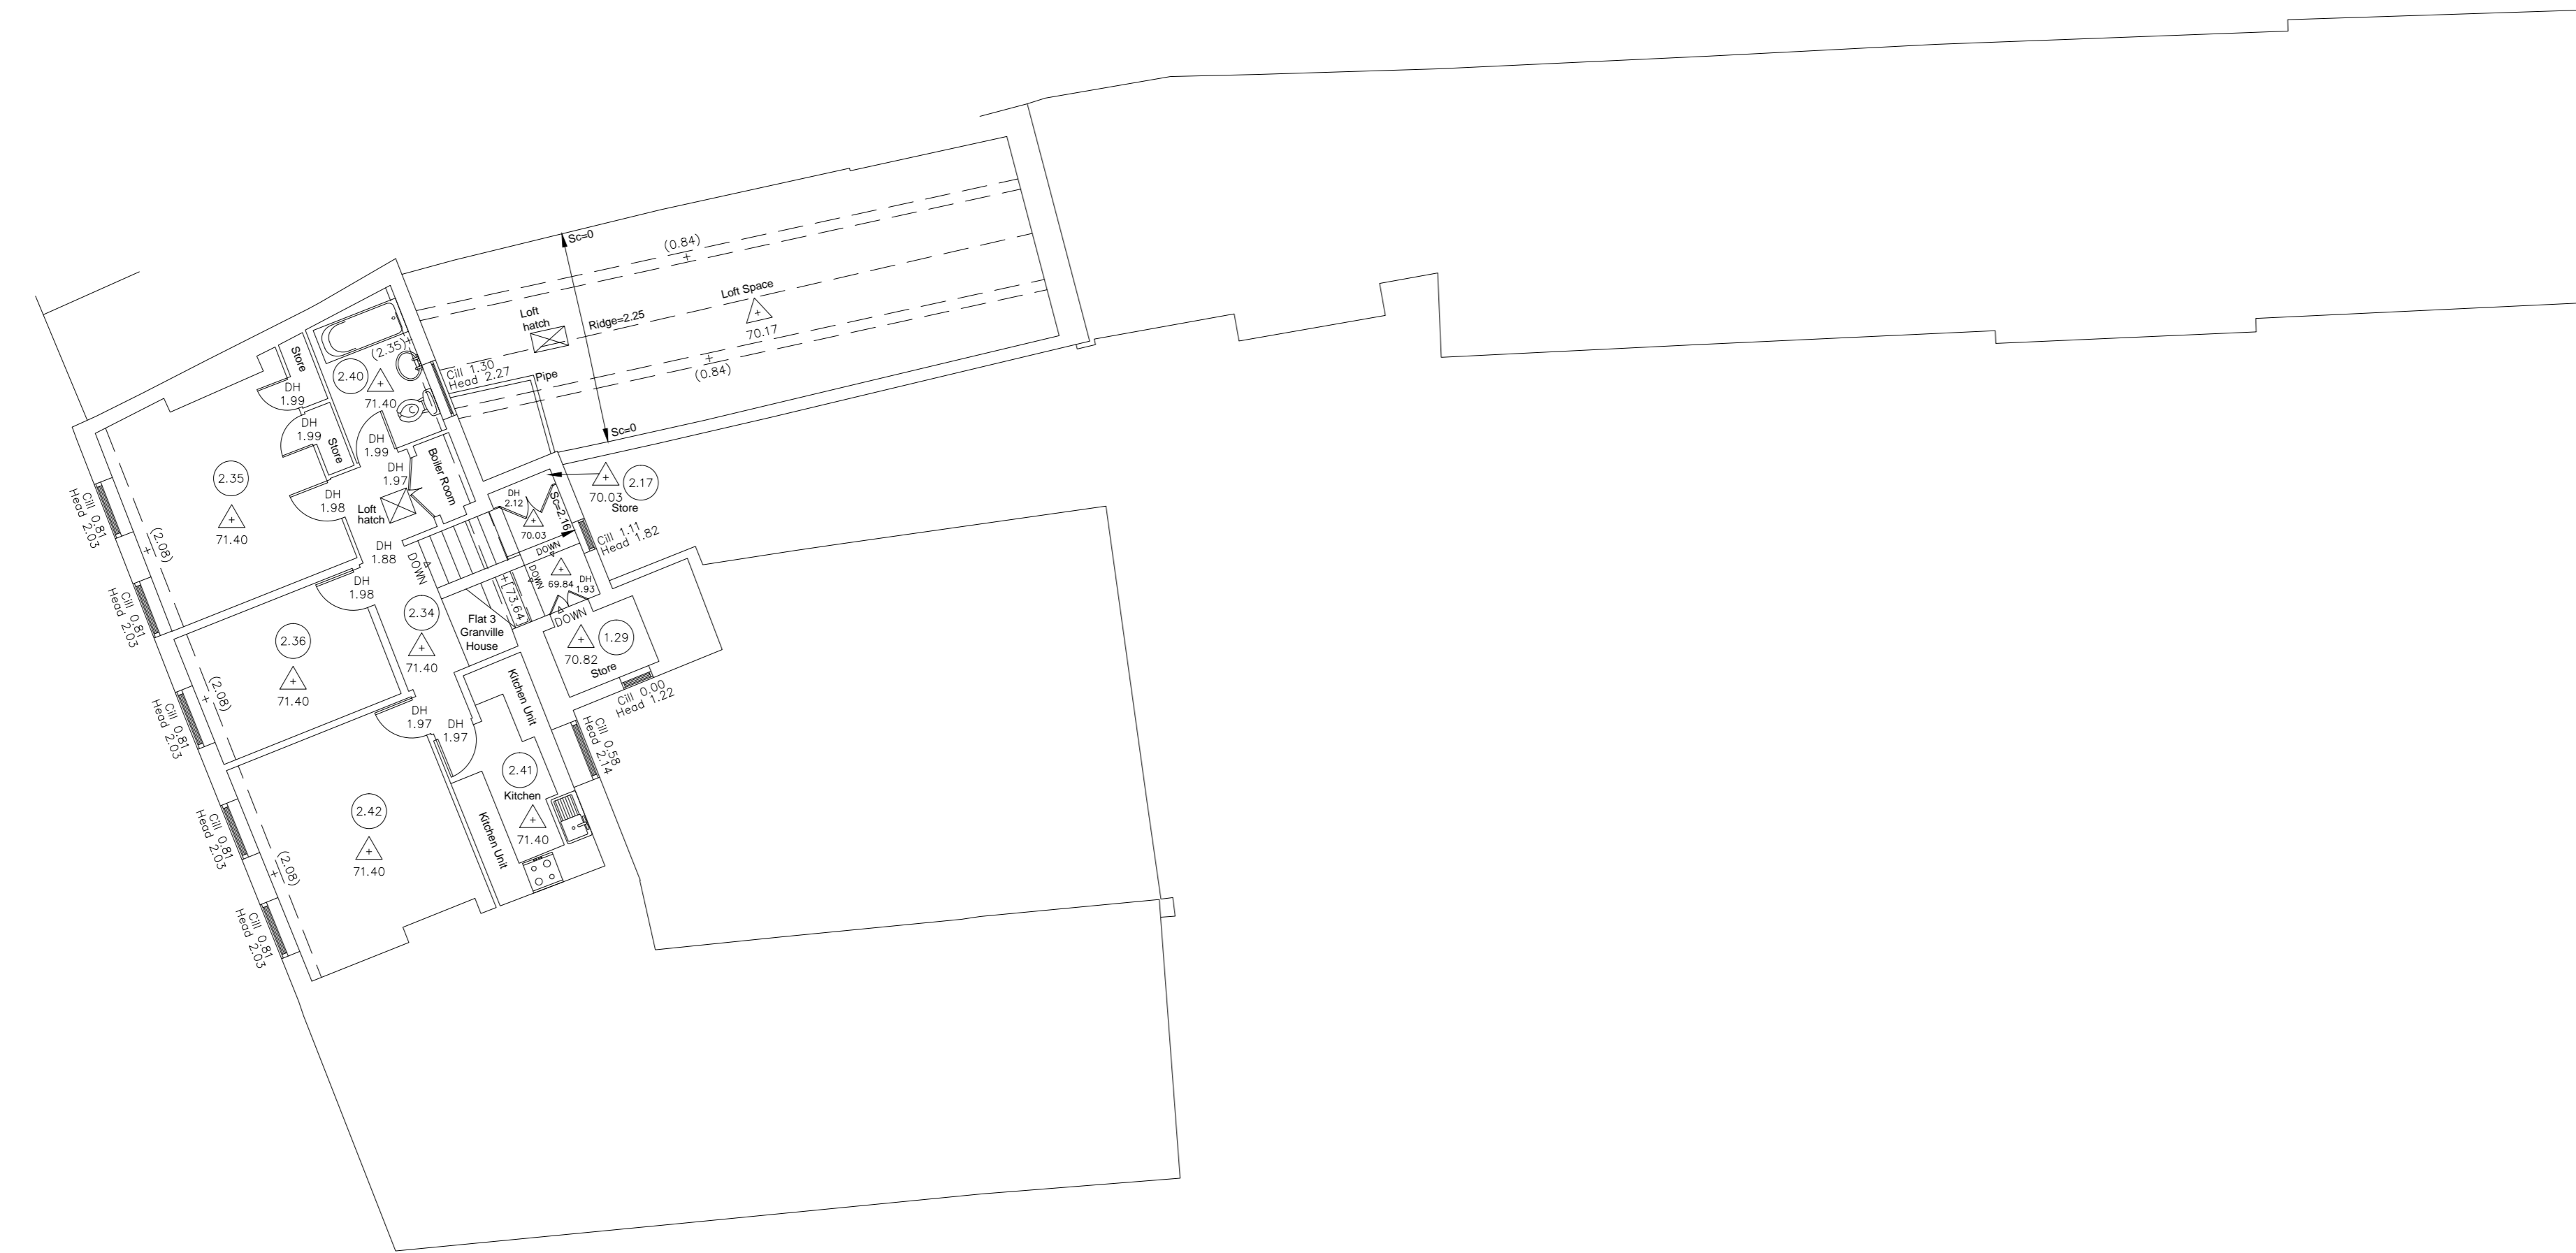 Sc=0
(0.84)
Loft Space
70.17
Loft
hatch
Ridge=2.25
(0.84)
Sc=0
Pipe
Cill 1.30
Head 2.27
Store
(2.35)
2.40
71.40
DH
1.99
DH
1.99
Store
DH
1.99
DH
1.97
Boiler Room
2.35
71.40
DH
1.98
Loft
hatch
Cill 0.81
Head 2.03
(2.08)
DH
1.88
DOWN
DH
2.12
70.03
Sc=2.16
70.03
2.17
Store
Cill 1.11
Head 1.82
DOWN
DOWN
69.84
DH
1.93
DOWN
73.64
Cill 0.81
Head 2.03
DH
1.98
2.34
71.40
Flat 3
Granville
House
1.29
70.82
Store
Cill 0.00
Head 1.22
2.36
71.40
(2.08)
Cill 0.81
Head 2.03
DH
1.97
DH
1.97
Kitchen Unit
Cill 0.58
Head 2.14
2.41
Kitchen
71.40
Kitchen Unit
2.42
71.40
Cill 0.81
Head 2.03
(2.08)
Cill 0.81
Head 2.03